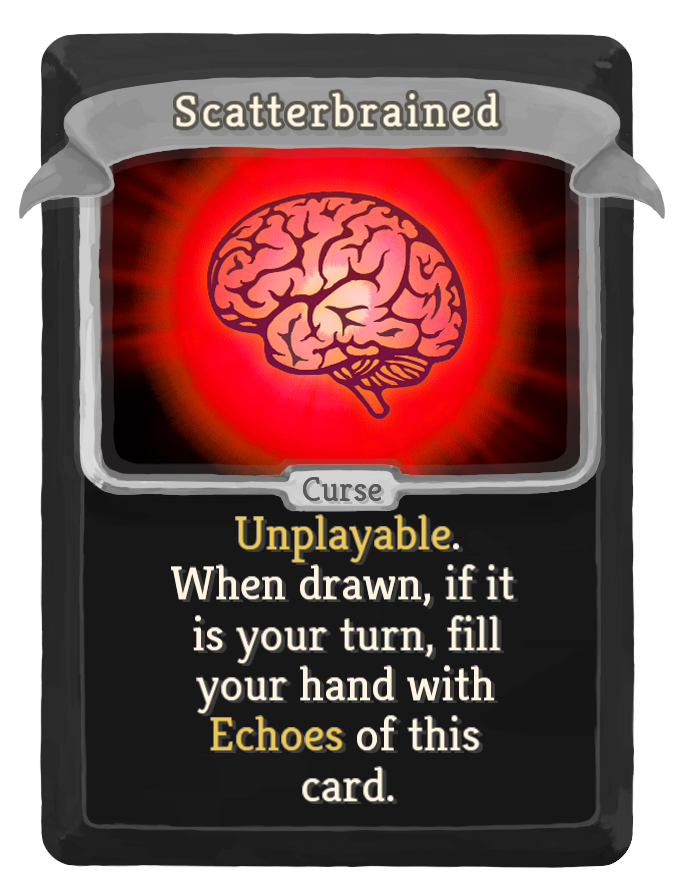 Scatterbrained
Curse
Unplayable.
When drawn, if it
is your turn, fill
your hand with
Echoes of this
card.